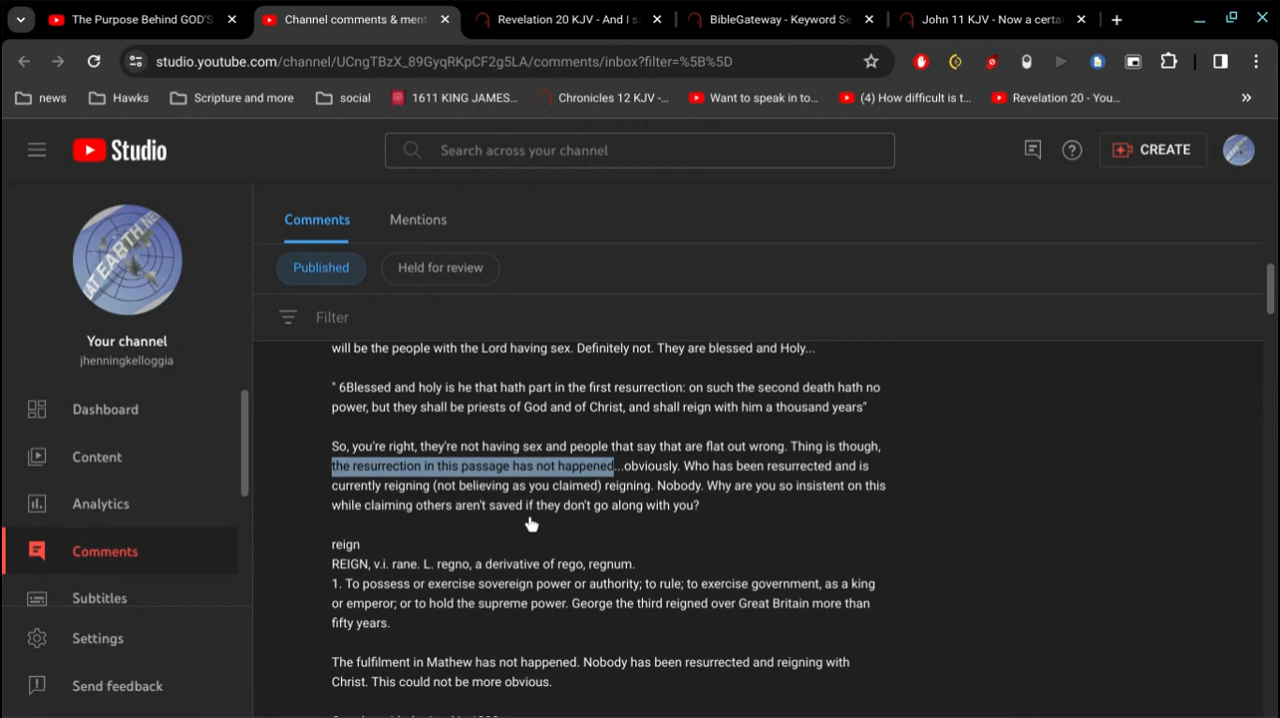 The Purpose Behind GOD'S
Channel comments & ment
Revelation 20 KJV - And I s
BibleGateway - Keyword Se
John 11 KJV - Now a certai
studio.youtube.com/channel/UCngTBzX_89GyqRKpCF2g5LA/comments/inbox?filter=%5B%5D
news
Hawks
Scripture and more
social
1611 KING JAMES...
Chronicles 12 KJV -...
Want to speak in to...
(4) How difficult is t...
Revelation 20 - You...
Studio
Search across your channel
CREATE
AT EARTH NE
Your channel
jhenningkelloggia
Dashboard
Content
Analytics
Comments
Subtitles
Settings
Send feedback
Comments
Mentions
Published
Held for review
Filter
will be the people with the Lord having sex. Definitely not. They are blessed and Holy...
" 6Blessed and holy is he that hath part in the first resurrection: on such the second death hath no
power, but they shall be priests of God and of Christ, and shall reign with him a thousand years"
So, you're right, they're not having sex and people that say that are flat out wrong. Thing is though,
the resurrection in this passage has not happened...obviously. Who has been resurrected and is
currently reigning (not believing as you claimed) reigning. Nobody. Why are you so insistent on this
while claiming others aren't saved if they don't go along with you?
reign
REIGN, v.i. rane. L. regno, a derivative of rego, regnum.
1. To possess or exercise sovereign power or authority; to rule; to exercise government, as a king
or emperor; or to hold the supreme power. George the third reigned over Great Britain more than
fifty years.
The fulfilment in Mathew has not happened. Nobody has been resurrected and reigning with
Christ. This could not be more obvious.